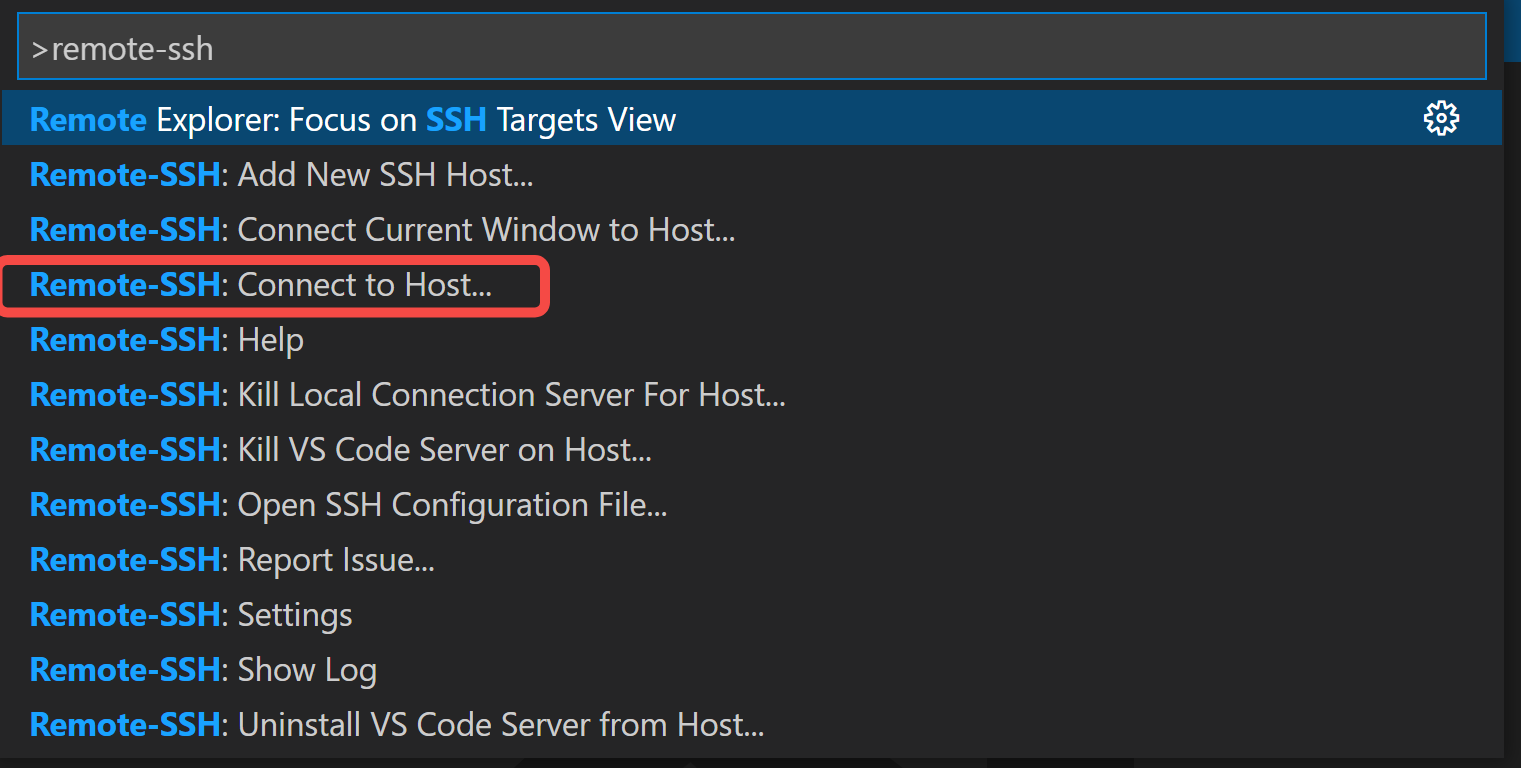 >remote-ssh
Remote Explorer: Focus on SSH Targets View
Remote-SSH: Add New SSH Host...
Remote-SSH: Connect Current Window to Host...
Remote-SSH: Connect to Host...
Remote-SSH: Help
Remote-SSH: Kill Local Connection Server For Host...
Remote-SSH: Kill VS Code Server on Host...
Remote-SSH: Open SSH Configuration File...
Remote-SSH: Report Issue...
Remote-SSH: Settings
Remote-SSH: Show Log
Remote-SSH: Uninstall VS Code Server from Host...